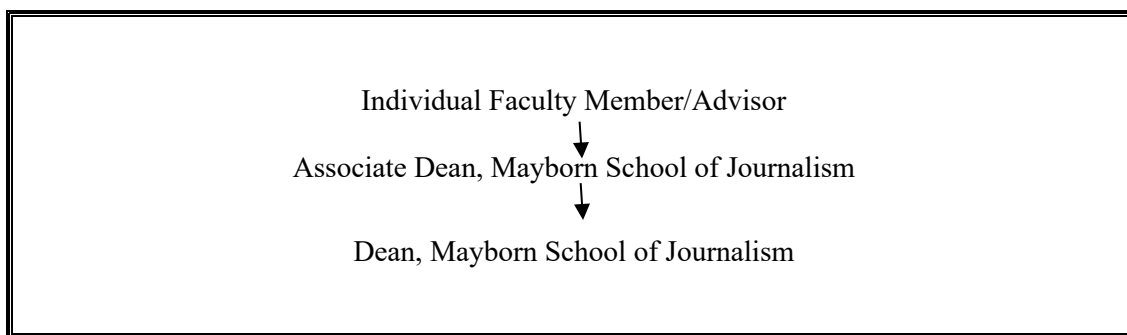 Individual Faculty Member/Advisor
Associate Dean, Mayborn School of Journalism
Dean, Mayborn School of Journalism